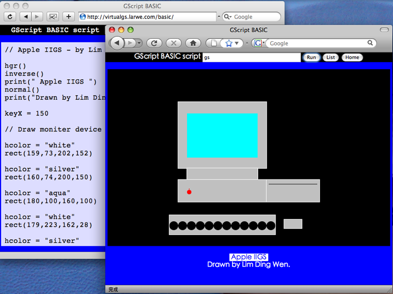 GScript BASIC
http://virtualgs.larwe.com/basic/
Google
GScript BASIC script
// Apple IIGS - by Lim
hgr()
inverse()
print(" Apple IIGS ")
normal()
print("Drawn by Lim Din
keyX = 150
// Draw moniter device
hcolor = "white"
rect(159,73,202,152)
hcolor = "silver"
rect(160,74,200,150)
hcolor = "aqua"
rect(180,100,160,100)
hcolor = "white"
rect(179,223,162,28)
hcolor = "silver"
GScript BASIC
Google
GScript BASIC script
gs
Run
List
Home
Apple IIGS
Drawn by Lim Ding Wen.
完成